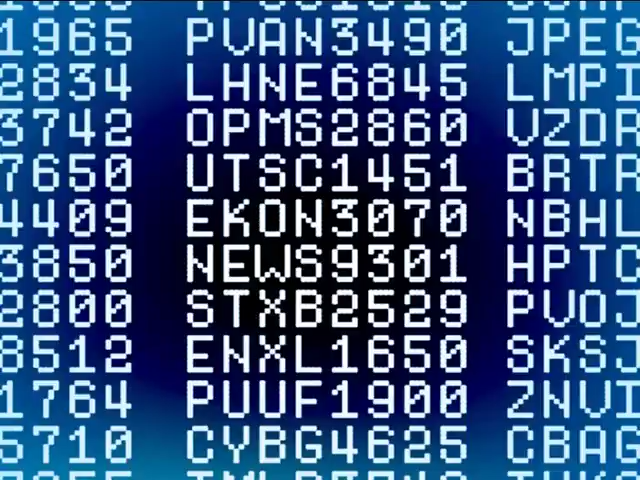 1965 PVAN3490 JPEG
2834 LHNE6845 LMPI
3742 OPMS2860 VZDR
7650 UTSC1451 BRTR
4409 EKON3070 NBHL
3850 NEWS9301 HPTC
2800 STXB2529 PVOJ
8512 ENXL1650 SKSJ
1764 PUUF1900 ZNVI
5710 CYBG4625 CBAG